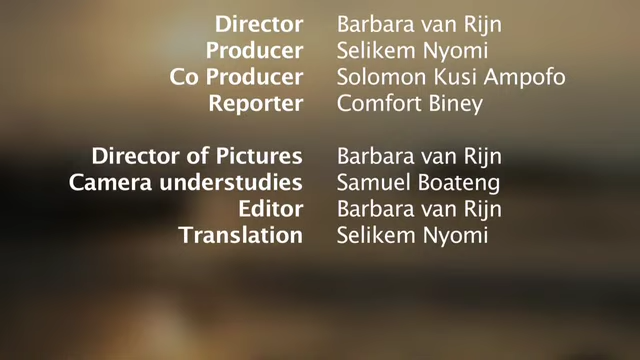 Director Barbara van Rijn
Producer Selikem Nyomi
Co Producer Solomon Kusi Ampofo
Reporter Comfort Biney
Director of Pictures Barbara van Rijn
Camera understudies Samuel Boateng
Editor Barbara van Rijn
Translation Selikem Nyomi